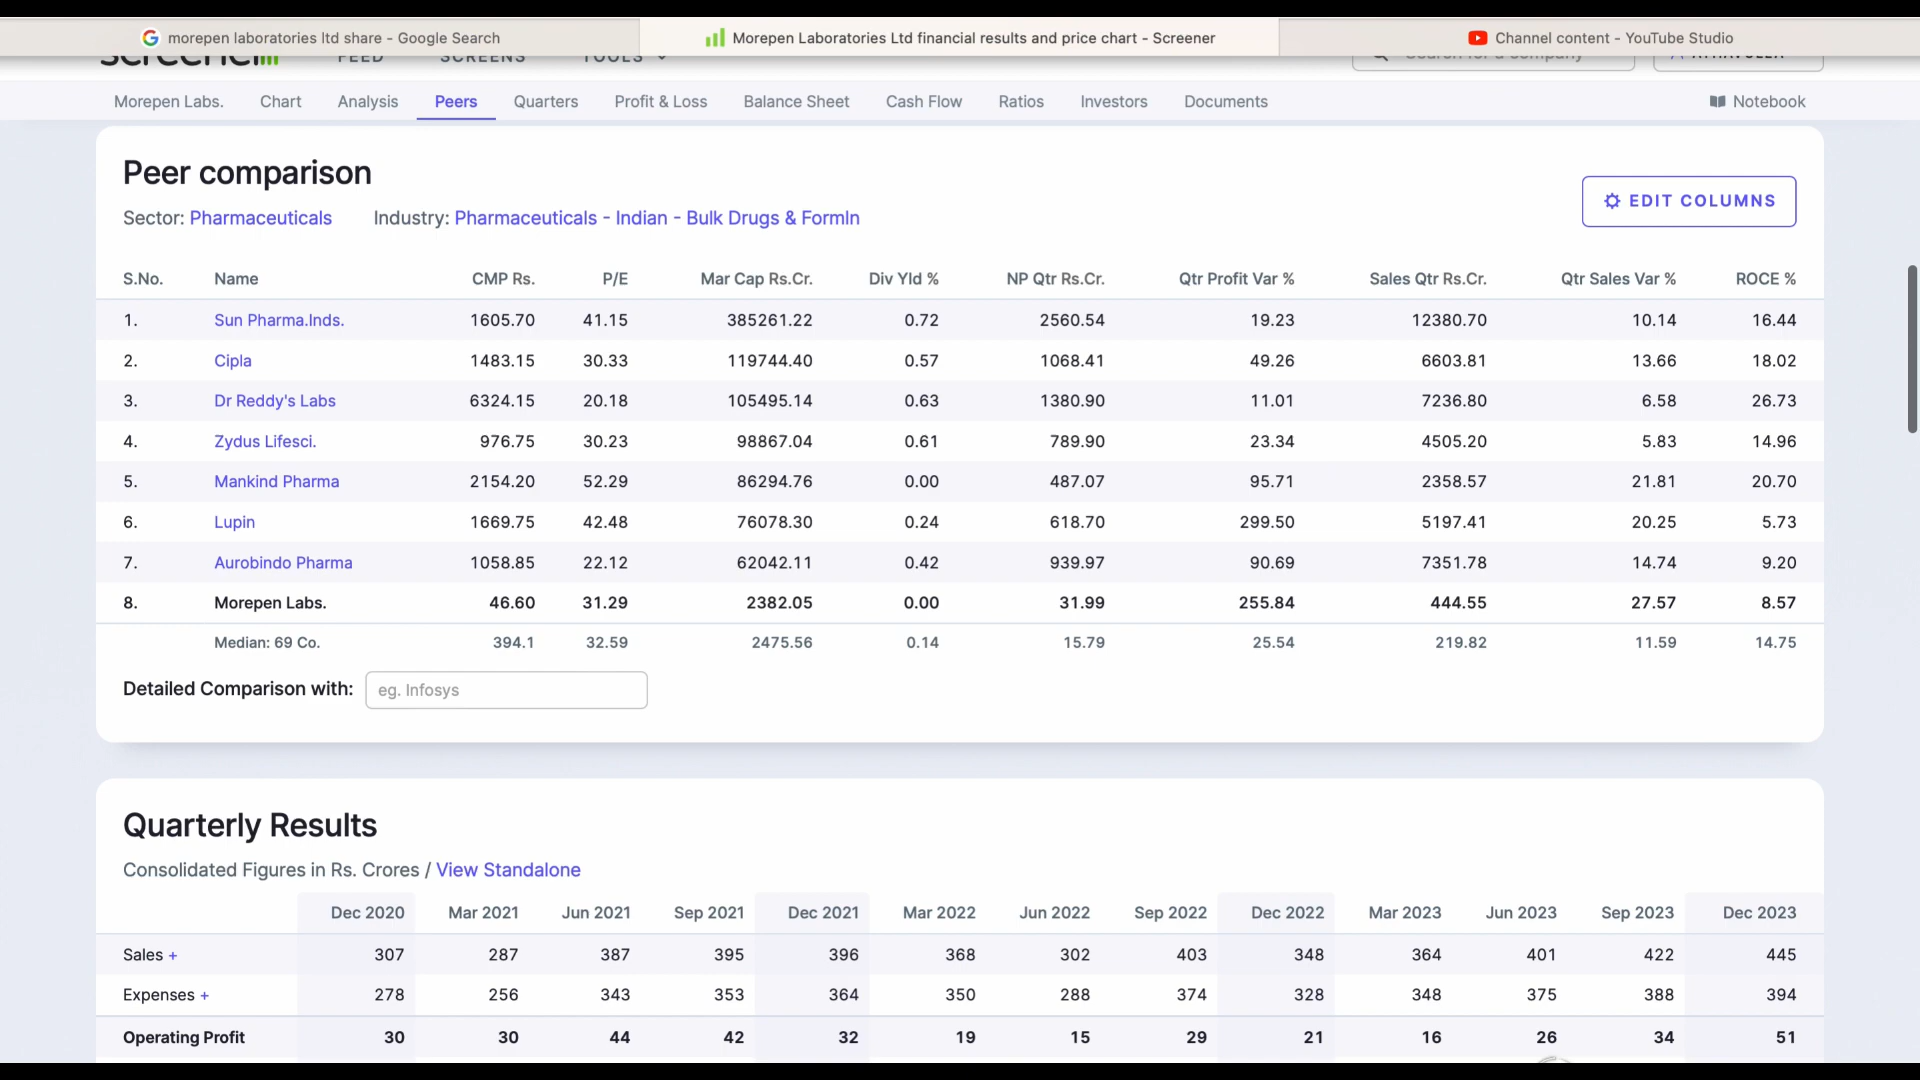 morepen laboratories ltd share - Google Search
Morepen Laboratories Ltd financial results and price chart - Screener
Channel content - YouTube Studio
FEED SCREENS TOOLS
Search for a company
Morepen Labs. Chart Analysis Peers Quarters Profit & Loss Balance Sheet Cash Flow Ratios Investors Documents Notebook
Peer comparison
Sector: Pharmaceuticals Industry: Pharmaceuticals - Indian - Bulk Drugs & Formln
EDIT COLUMNS
S.No. Name CMP Rs. P/E Mar Cap Rs.Cr. Div Yld % NP Qtr Rs.Cr. Qtr Profit Var % Sales Qtr Rs.Cr. Qtr Sales Var % ROCE %
1. Sun Pharma.Inds. 1605.70 41.15 385261.22 0.72 2560.54 19.23 12380.70 10.14 16.44
2. Cipla 1483.15 30.33 119744.40 0.57 1068.41 49.26 6603.81 13.66 18.02
3. Dr Reddy's Labs 6324.15 20.18 105495.14 0.63 1380.90 11.01 7236.80 6.58 26.73
4. Zydus Lifesci. 976.75 30.23 98867.04 0.61 789.90 23.34 4505.20 5.83 14.96
5. Mankind Pharma 2154.20 52.29 86294.76 0.00 487.07 95.71 2358.57 21.81 20.70
6. Lupin 1669.75 42.48 76078.30 0.24 618.70 299.50 5197.41 20.25 5.73
7. Aurobindo Pharma 1058.85 22.12 62042.11 0.42 939.97 90.69 7351.78 14.74 9.20
8. Morepen Labs. 46.60 31.29 2382.05 0.00 31.99 255.84 444.55 27.57 8.57
Median: 69 Co. 394.1 32.59 2475.56 0.14 15.79 25.54 219.82 11.59 14.75
Detailed Comparison with: eg. Infosys
Quarterly Results
Consolidated Figures in Rs. Crores / View Standalone
Dec 2020 Mar 2021 Jun 2021 Sep 2021 Dec 2021 Mar 2022 Jun 2022 Sep 2022 Dec 2022 Mar 2023 Jun 2023 Sep 2023 Dec 2023
Sales + 307 287 387 395 396 368 302 403 348 364 401 422 445
Expenses + 278 256 343 353 364 350 288 374 328 348 375 388 394
Operating Profit 30 30 44 42 32 19 15 29 21 16 26 34 51